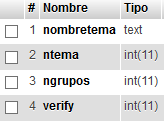 # Nombre Tipo
1 nombretema text
2 ntema int(11)
3 ngrupos int(11)
4 verify int(11)